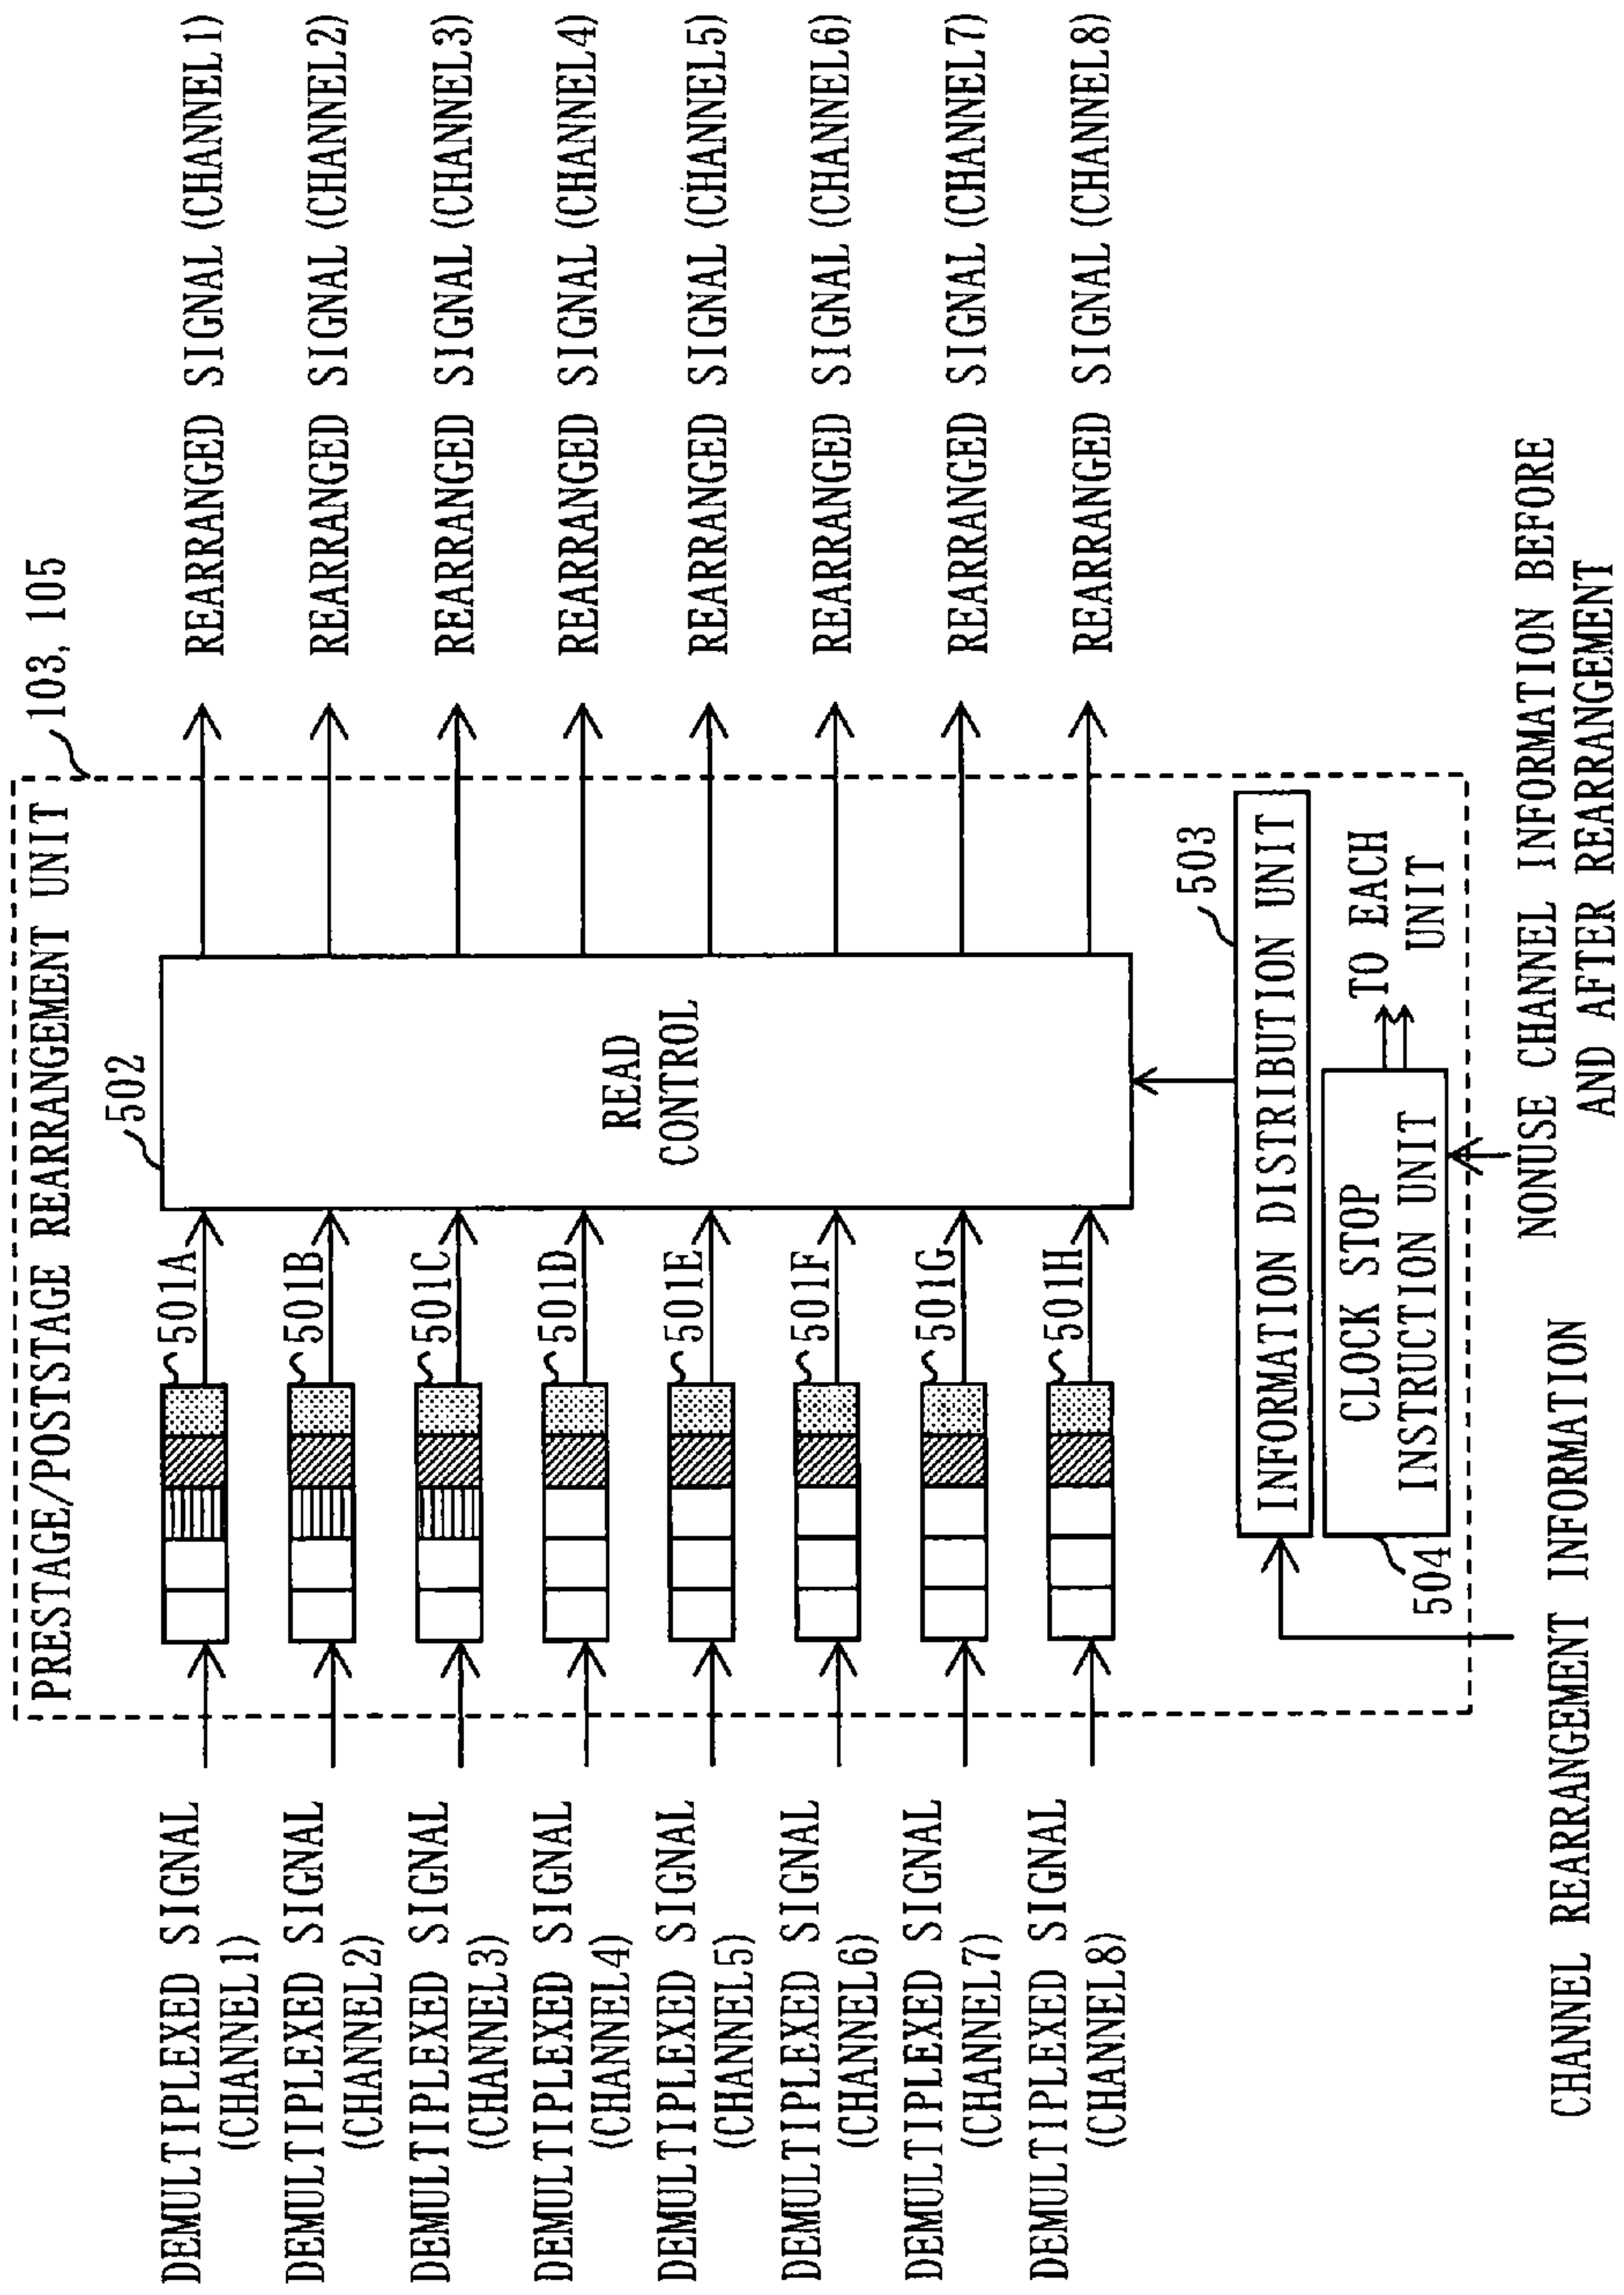 103, 105
PRESTAGE/POSTSTAGE REARRANGEMENT UNIT
DEMULTIPLEXED SIGNAL
(CHANNEL1)
501A
REARRANGED SIGNAL (CHANNEL1)
DEMULTIPLEXED SIGNAL
(CHANNEL2)
501B
REARRANGED SIGNAL (CHANNEL2)
DEMULTIPLEXED SIGNAL
(CHANNEL3)
501C
REARRANGED SIGNAL (CHANNEL3)
DEMULTIPLEXED SIGNAL
(CHANNEL4)
501D
REARRANGED SIGNAL (CHANNEL4)
DEMULTIPLEXED SIGNAL
(CHANNEL5)
501E
REARRANGED SIGNAL (CHANNEL5)
DEMULTIPLEXED SIGNAL
(CHANNEL6)
501F
REARRANGED SIGNAL (CHANNEL6)
DEMULTIPLEXED SIGNAL
(CHANNEL7)
501G
REARRANGED SIGNAL (CHANNEL7)
DEMULTIPLEXED SIGNAL
(CHANNEL8)
501H
REARRANGED SIGNAL (CHANNEL8)
502
READ
CONTROL
503
INFORMATION DISTRIBUTION UNIT
504
CLOCK STOP
INSTRUCTION UNIT
TO EACH
UNIT
CHANNEL REARRANGEMENT INFORMATION
NONUSE CHANNEL INFORMATION BEFORE
AND AFTER REARRANGEMENT